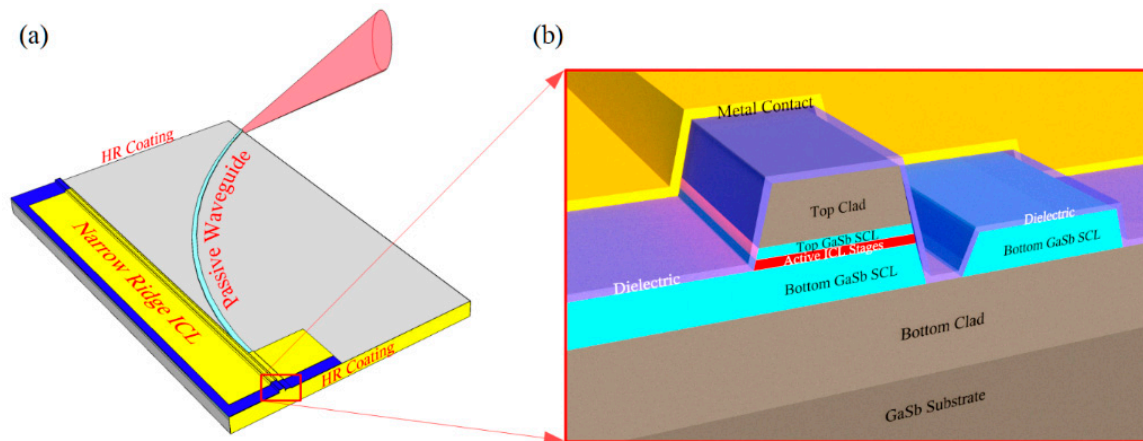 (a)
HR Coating
Passive Waveguide
Narrow Ridge ICL
HR Coating
(b)
Metal Contact
Top Clad
Top GaSb SCL
Active ICL Stages
Bottom GaSb SCL
Dielectric
Dielectric
Bottom GaSb SCL
Bottom Clad
GaSb Substrate